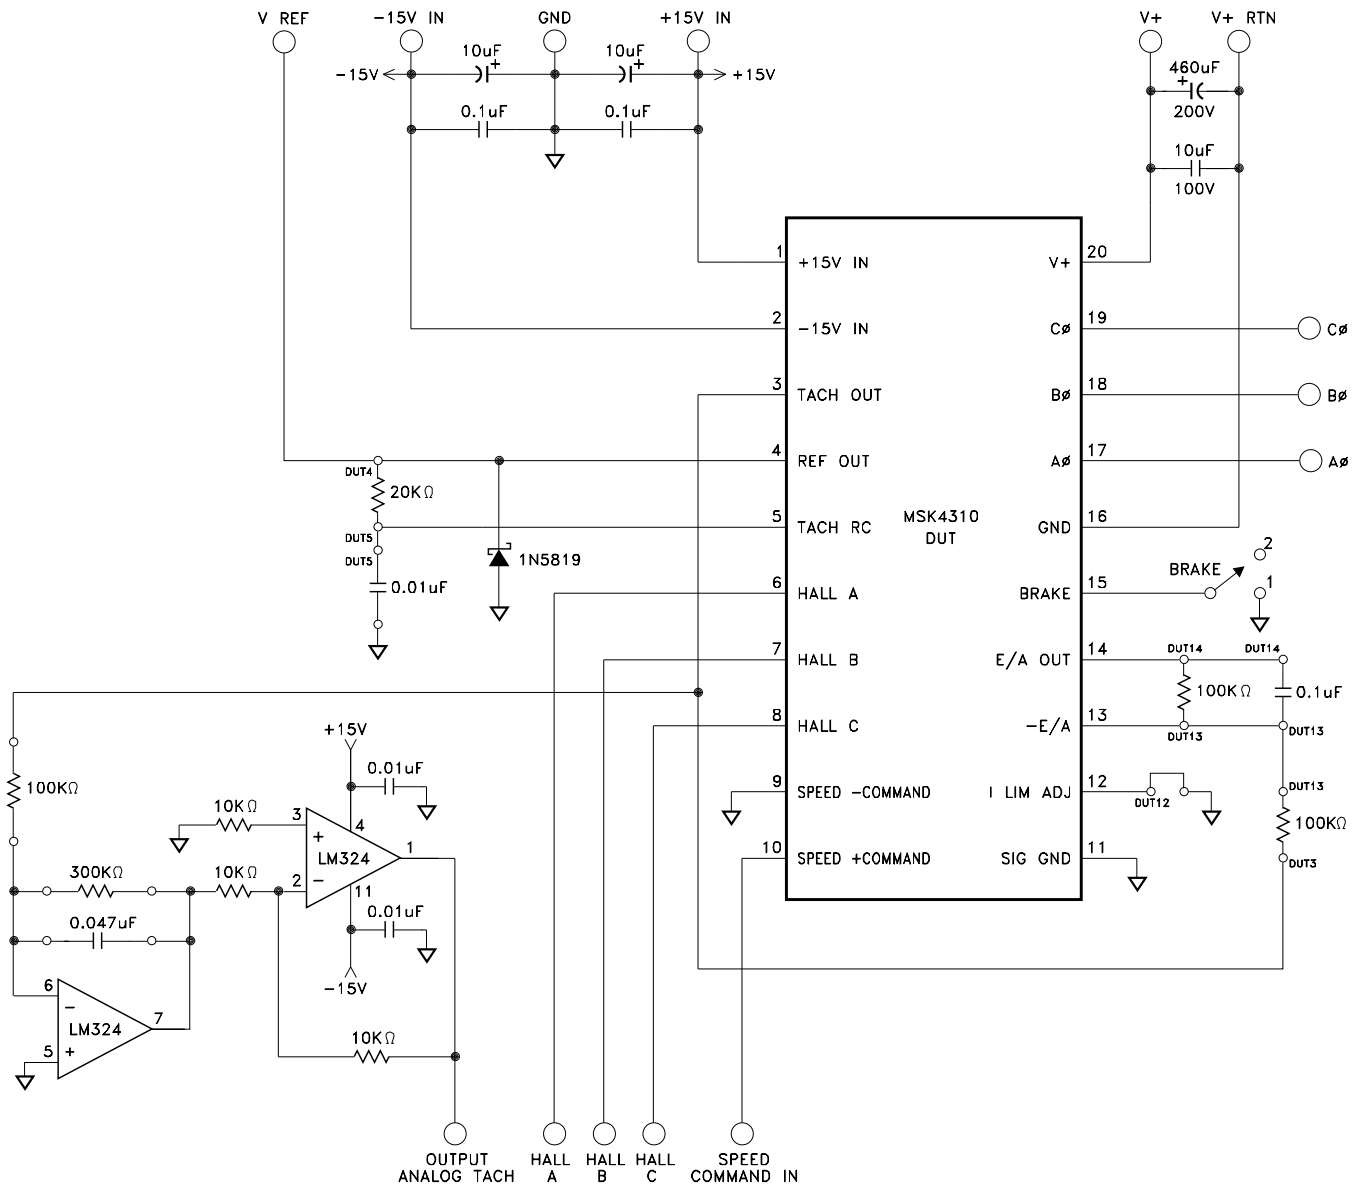 V REF
-15V IN
GND
+15V IN
V+
V+ RTN
10uF
+
10uF
+
-15V
+15V
460uF
+
200V
0.1uF
0.1uF
10uF
100V
1
+15V IN
V+
20
2
-15V IN
CØ
19
CØ
3
TACH OUT
BØ
18
BØ
4
REF OUT
AØ
17
AØ
DUT4
20KΩ
MSK4310
DUT
5
TACH RC
GND
16
DUT5
DUT5
1N5819
0.01uF
BRAKE
2
1
6
HALL A
BRAKE
15
7
HALL B
E/A OUT
14
DUT14
DUT14
100KΩ
0.1uF
8
HALL C
-E/A
13
DUT13
DUT13
+15V
0.01uF
100KΩ
9
SPEED -COMMAND
I LIM ADJ
12
DUT12
DUT13
100KΩ
DUT3
10KΩ
3
+
4
LM324
1
10
SPEED +COMMAND
SIG GND
11
300KΩ
10KΩ
2
-
11
0.01uF
0.047uF
-15V
6
-
LM324
7
5
+
10KΩ
OUTPUT
ANALOG TACH
HALL
A
HALL
B
HALL
C
SPEED
COMMAND IN